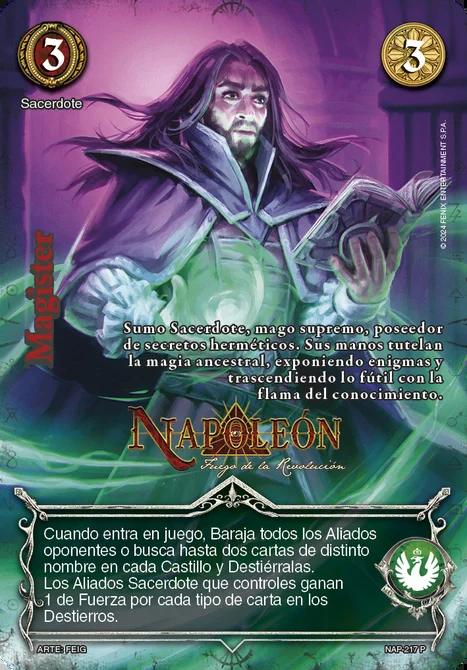 3
3
Sacerdote
© 2024 FENIX ENTERTAINMENT S.P.A.
Magister
Sumo Sacerdote, mago supremo, poseedor
de secretos herméticos. Sus manos tutelan
la magia ancestral, exponiendo enigmas y
trascendiendo lo fútil con la
flama del conocimiento.
NAPOLEÓN
Fuego de la Revolución
Cuando entra en juego, Baraja todos los Aliados
oponentes o busca hasta dos cartas de distinto
nombre en cada Castillo y Destiérralas.
Los Aliados Sacerdote que controles ganan
1 de Fuerza por cada tipo de carta en los
Destierros.
ARTE: FEIG
NAP-217 P